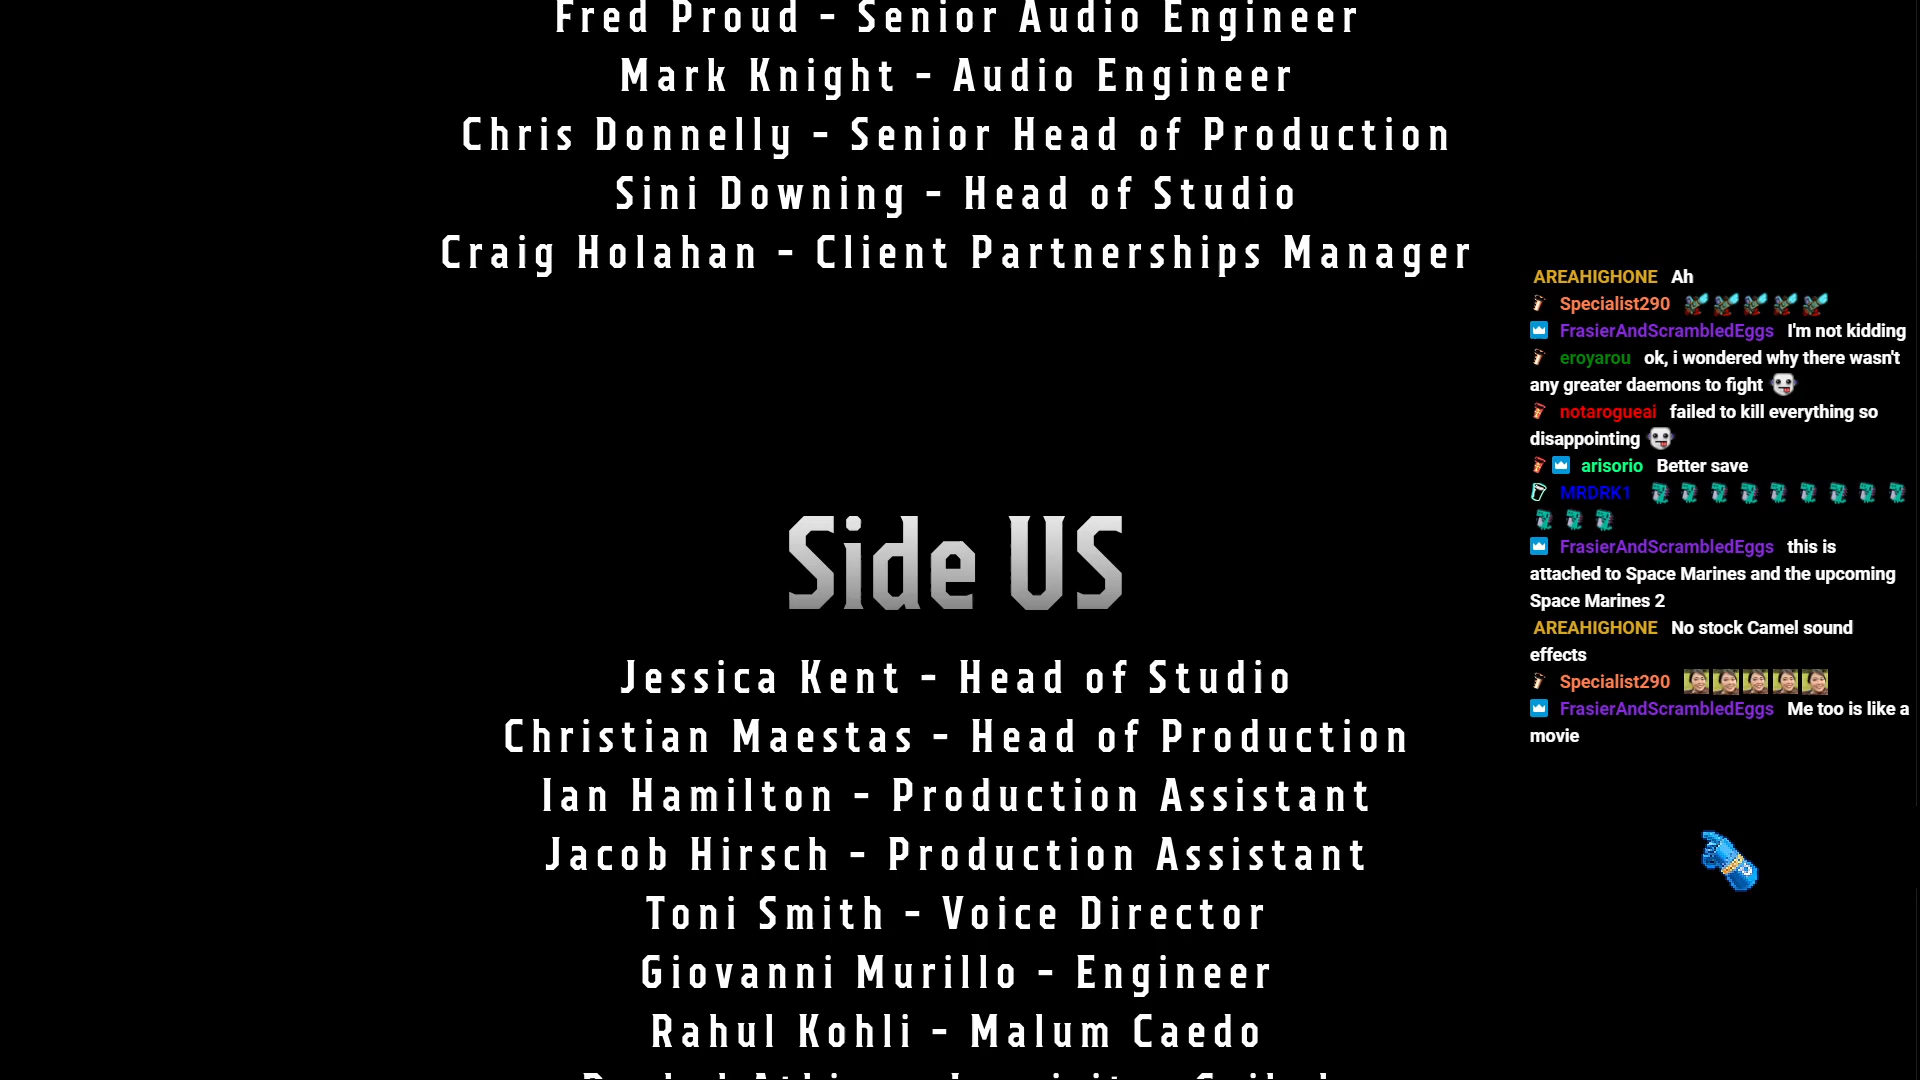 Fred Proud - Senior Audio Engineer
Mark Knight - Audio Engineer
Chris Donnelly - Senior Head of Production
Sini Downing - Head of Studio
Craig Holahan - Client Partnerships Manager
Side US
Jessica Kent - Head of Studio
Christian Maestas - Head of Production
Ian Hamilton - Production Assistant
Jacob Hirsch - Production Assistant
Toni Smith - Voice Director
Giovanni Murillo - Engineer
Rahul Kohli - Malum Caedo
AREAHIGHONE Ah
Specialist290
FrasierAndScrambledEggs I'm not kidding
eroyarou ok, i wondered why there wasn't
any greater daemons to fight
notarogueai failed to kill everything so
disappointing
arisorio Better save
MRDRK1
FrasierAndScrambledEggs this is
attached to Space Marines and the upcoming
Space Marines 2
AREAHIGHONE No stock Camel sound
effects
Specialist290
FrasierAndScrambledEggs Me too is like a
movie